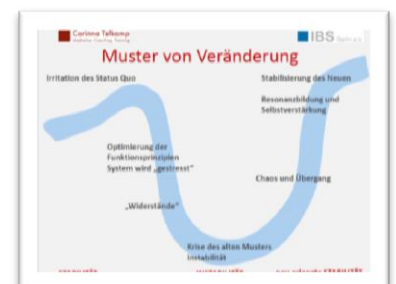 Corinna Telkamp
IBS
Muster von Veränderung
Irritation des Status Quo
Stabilisierung des Neuen
Resonanzbildung und
Selbstverstärkung
Optimierung der
Funktionsprinzipien
System wird „gestresst“
Chaos und Übergang
„Widerstände“
Krise des alten Musters
Instabilität